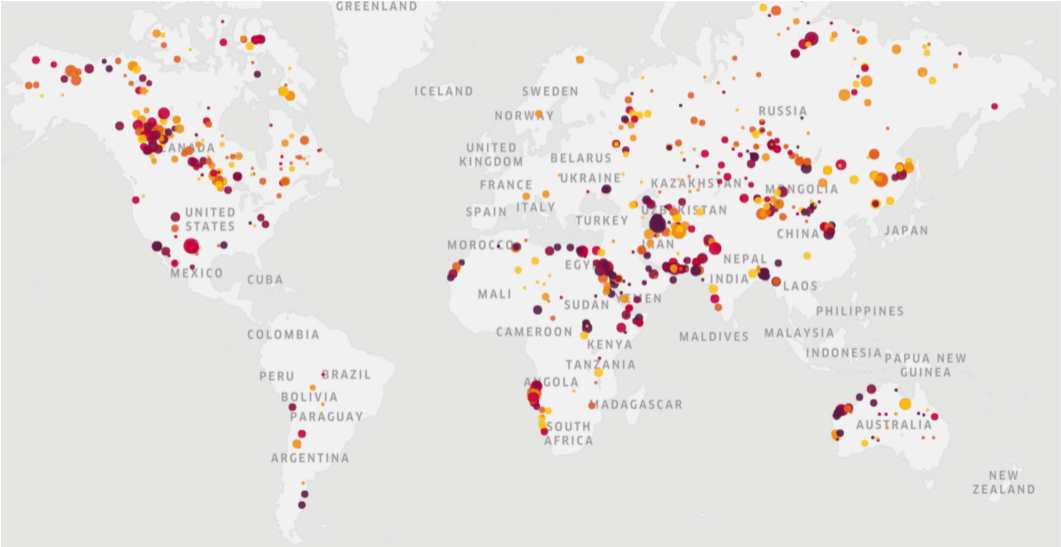 GREENLAND
ICELAND
SWEDEN
NORWAY
RUSSIA
CANADA
UNITED
KINGDOM
BELARUS
UKRAINE
FRANCE
KAZAKHSTAN
MONGOLIA
SPAIN
ITALY
UZBEKISTAN
UNITED
STATES
TURKEY
CHINA
JAPAN
MOROCCO
IRAN
EGY
NEPAL
MEXICO
CUBA
INDIA
LAOS
MALI
SUDAN
YEMEN
PHILIPPINES
COLOMBIA
CAMEROON
KENYA
MALDIVES
MALAYSIA
INDONESIA
PAPUA NEW
GUINEA
TANZANIA
PERU
BRAZIL
ANGOLA
BOLIVIA
MADAGASCAR
PARAGUAY
SOUTH
AFRICA
AUSTRALIA
ARGENTINA
NEW
ZEALAND